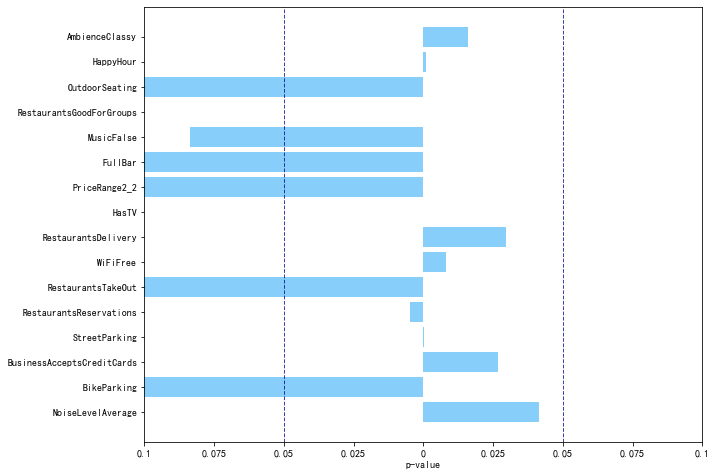 AmbienceClassy
HappyHour
OutdoorSeating
RestaurantsGoodForGroups
MusicFalse
FullBar
PriceRange2_2
HasTV
RestaurantsDelivery
WiFiFree
RestaurantsTakeOut
RestaurantsReservations
StreetParking
BusinessAcceptsCreditCards
BikeParking
NoiseLevelAverage
0.1 0.075 0.05 0.025 0 0.025 0.05 0.075 0.1
p-value